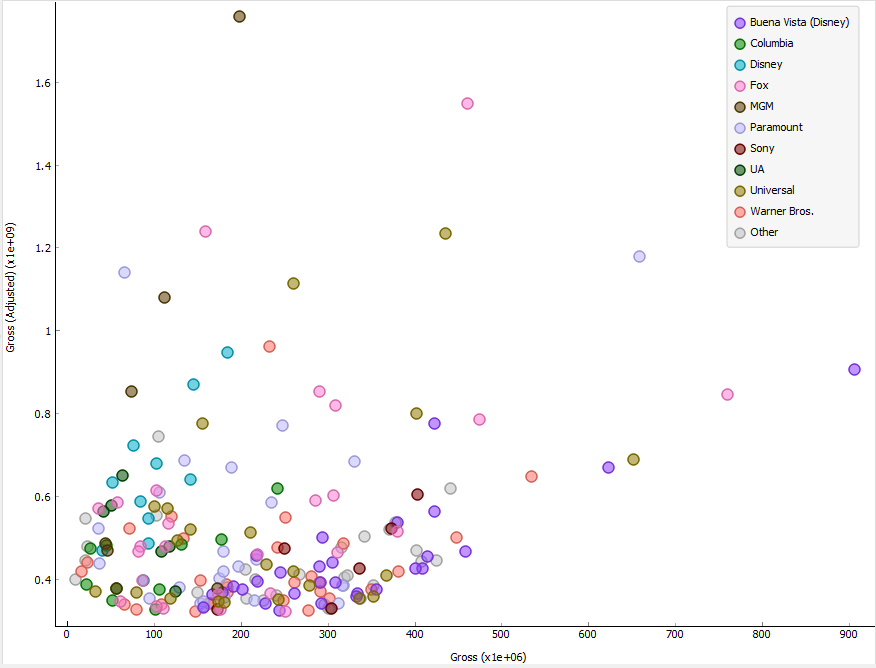 Buena Vista (Disney)
Columbia
Disney
Fox
MGM
Paramount
Sony
UA
Universal
Warner Bros.
Other
Gross (Adjusted) (x1e+09)
1.6
1.4
1.2
1
0.8
0.6
0.4
0 100 200 300 400 500 600 700 800 900
Gross (x1e+06)